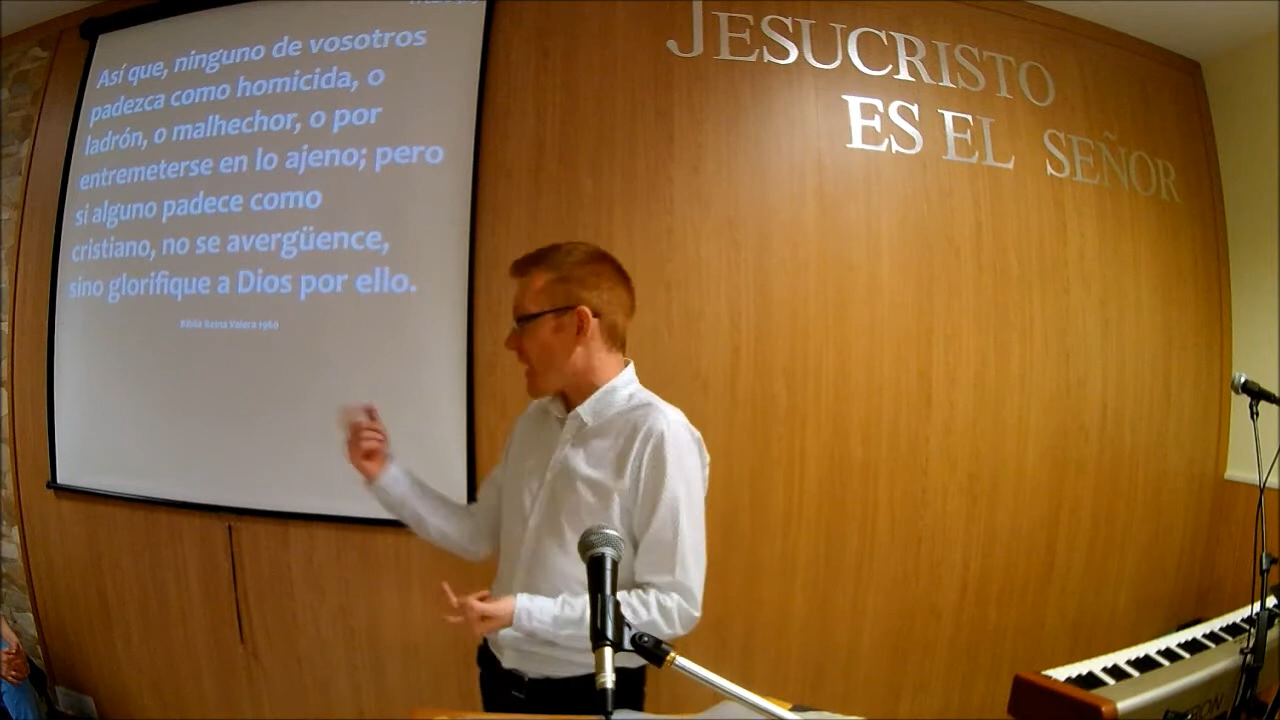 Así que, ninguno de vosotros
padezca como homicida, o
ladrón, o malhechor, o por
entremeterse en lo ajeno; pero
si alguno padece como
cristiano, no se avergüence,
sino glorifique a Dios por ello.
Biblia Reina Valera 1960
JESUCRISTO
ES EL SEÑOR